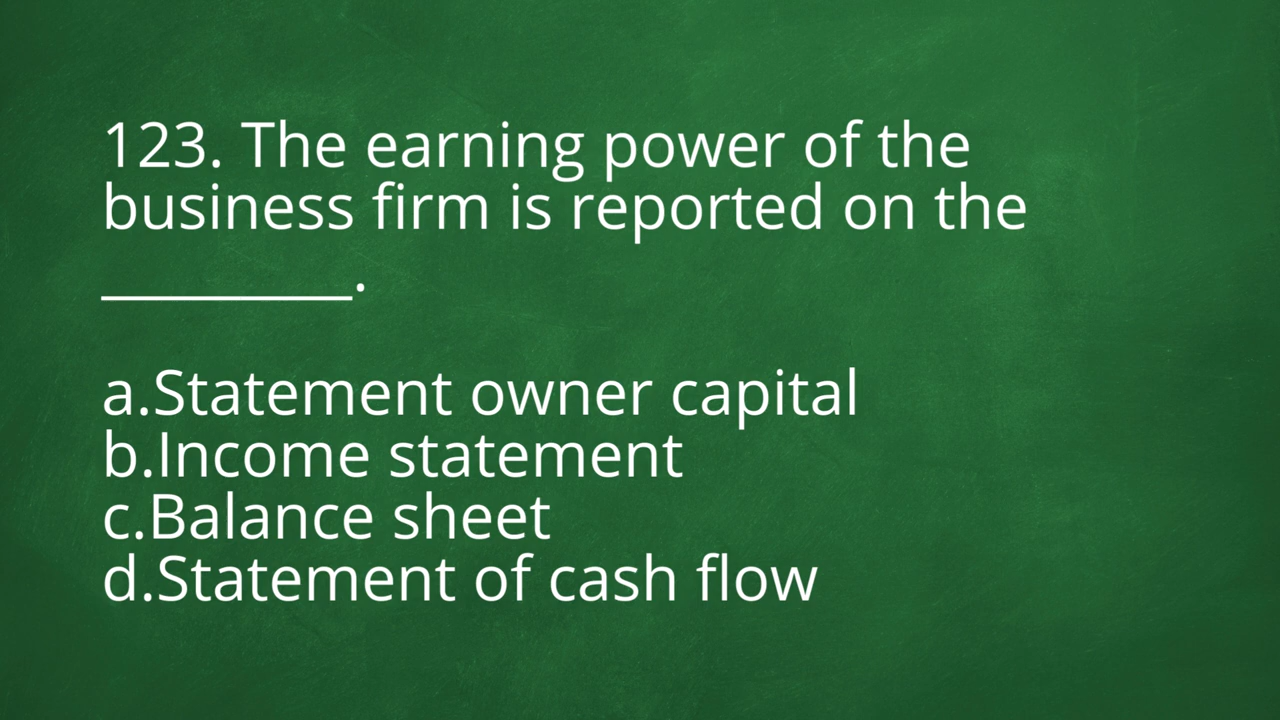 123. The earning power of the
business firm is reported on the
_________.
a.Statement owner capital
b.Income statement
c.Balance sheet
d.Statement of cash flow